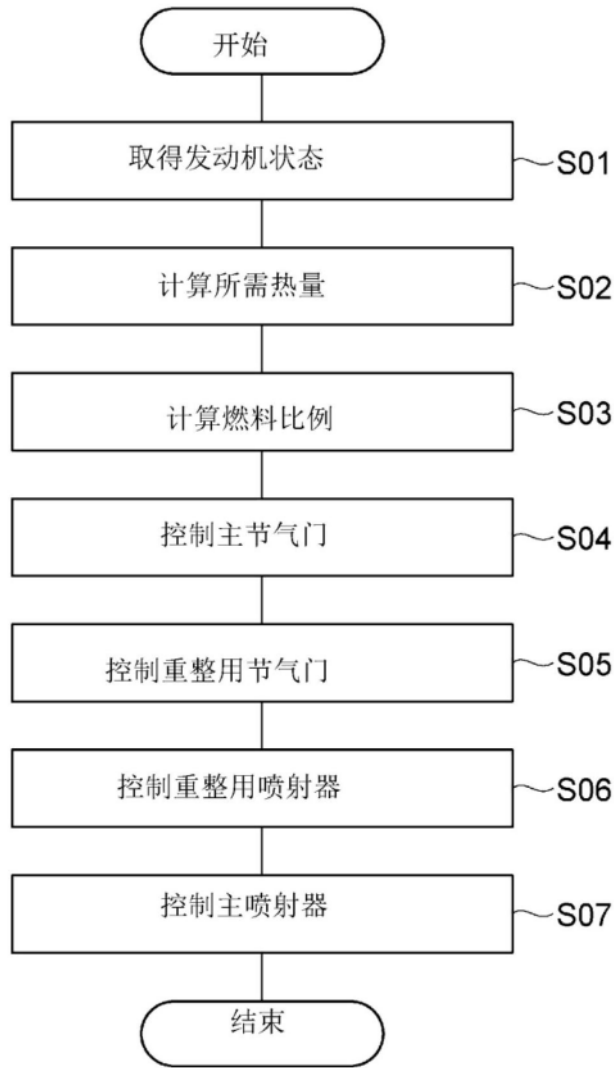 开始
取得发动机状态
S01
计算所需热量
S02
计算燃料比例
S03
控制主节气门
S04
控制重整用节气门
S05
控制重整用喷射器
S06
控制主喷射器
S07
结束